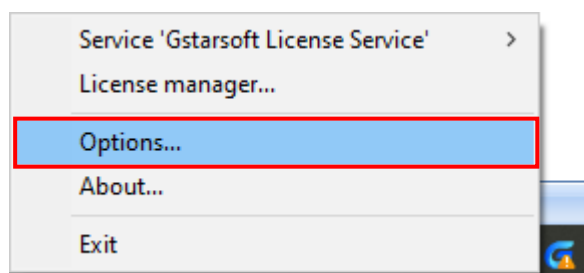 Service 'Gstarsoft License Service'
License manager...
Options...
About...
Exit